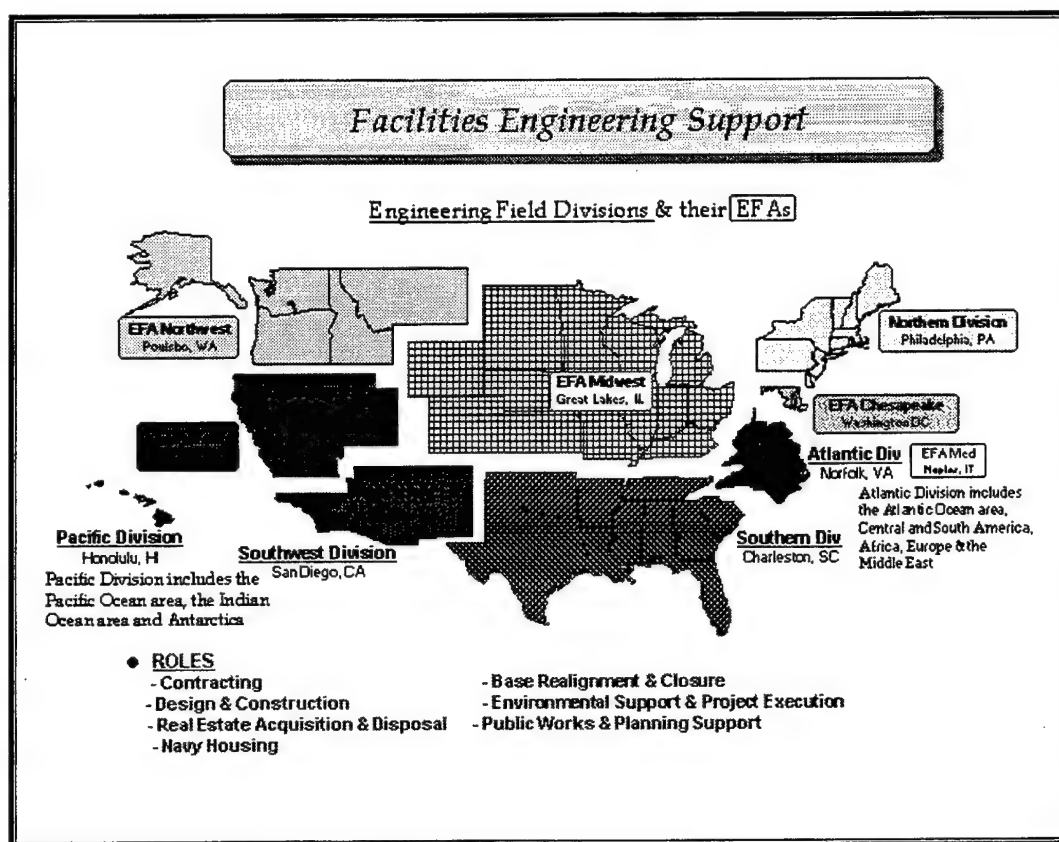 Facilities Engineering Support
Engineering Field Divisions & their EFAs
EFA Northwest
Poulsbo, WA
Northern Division
Philadelphia, PA
EFA Midwest
Great Lakes, IL
EFA Chesapeake
Washington DC
Atlantic Div
Norfolk, VA
EFA Med
Naples, IT
Atlantic Division includes
the Atlantic Ocean area,
Central and South America,
Africa, Europe & the
Middle East
Pacific Division
Honolulu, HI
Pacific Division includes the
Pacific Ocean area, the Indian
Ocean area and Antarctica
Southwest Division
San Diego, CA
Southern Div
Charleston, SC
● ROLES
- Contracting
- Design & Construction
- Real Estate Acquisition & Disposal
- Navy Housing
- Base Realignment & Closure
- Environmental Support & Project Execution
- Public Works & Planning Support